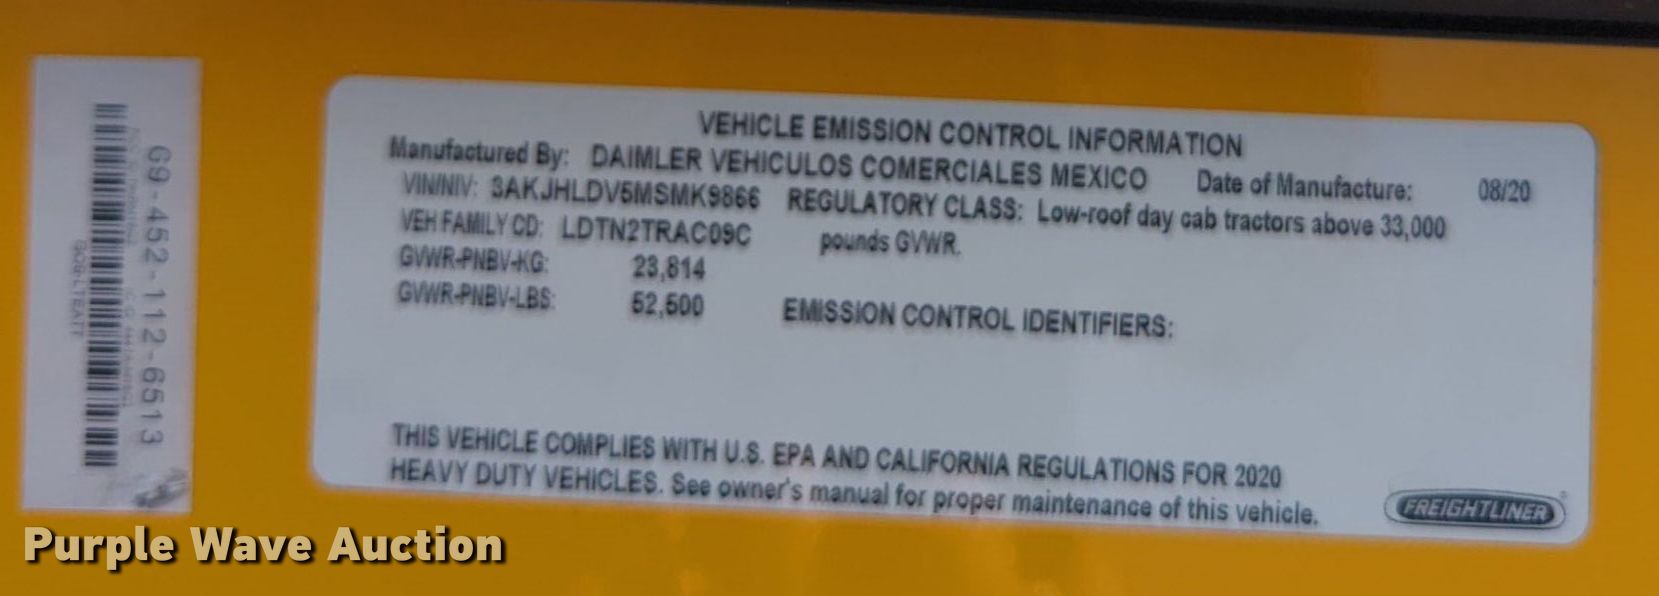 VEHICLE EMISSION CONTROL INFORMATION
Manufactured By: DAIMLER VEHICULOS COMERCIALES MEXICO Date of Manufacture: 08/20
VIN/NIV: 3AKJHLDV5MSMK9866 REGULATORY CLASS: Low-roof day cab tractors above 33,000
VEH FAMILY CD: LDTN2TRAC09C pounds GVWR.
GVWR-PNBV-KG: 23,814
GVWR-PNBV-LBS: 52,500 EMISSION CONTROL IDENTIFIERS:
THIS VEHICLE COMPLIES WITH U.S. EPA AND CALIFORNIA REGULATIONS FOR 2020
HEAVY DUTY VEHICLES. See owner's manual for proper maintenance of this vehicle.
FREIGHTLINER
G9-452-112-6513
Purple Wave Auction